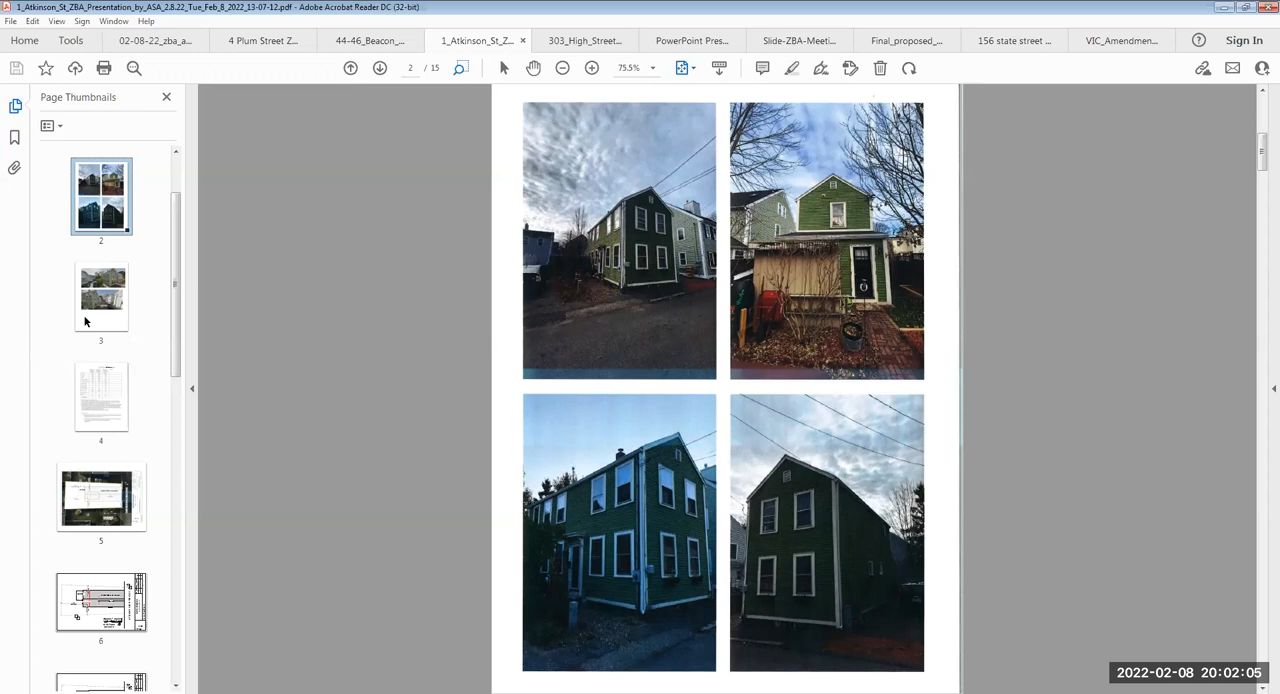 1_Atkinson_St_ZBA_Presentation_by_ASA_2.8.22_Tue_Feb_8_2022_13-07-12.pdf - Adobe Acrobat Reader DC (32-bit)
File Edit View Sign Window Help
Home Tools 02-08-22_zba_a... 4 Plum Street Z... 44-46_Beacon_... 1_Atkinson_St_Z... 303_High_Street... PowerPoint Pres... Slide-ZBA-Meeti... Final_proposed_... 156 state street ... VIC_Amendmen... Sign In
2 / 15 75.5%
Page Thumbnails
2
3
4
5
6
2022-02-08 20:02:05